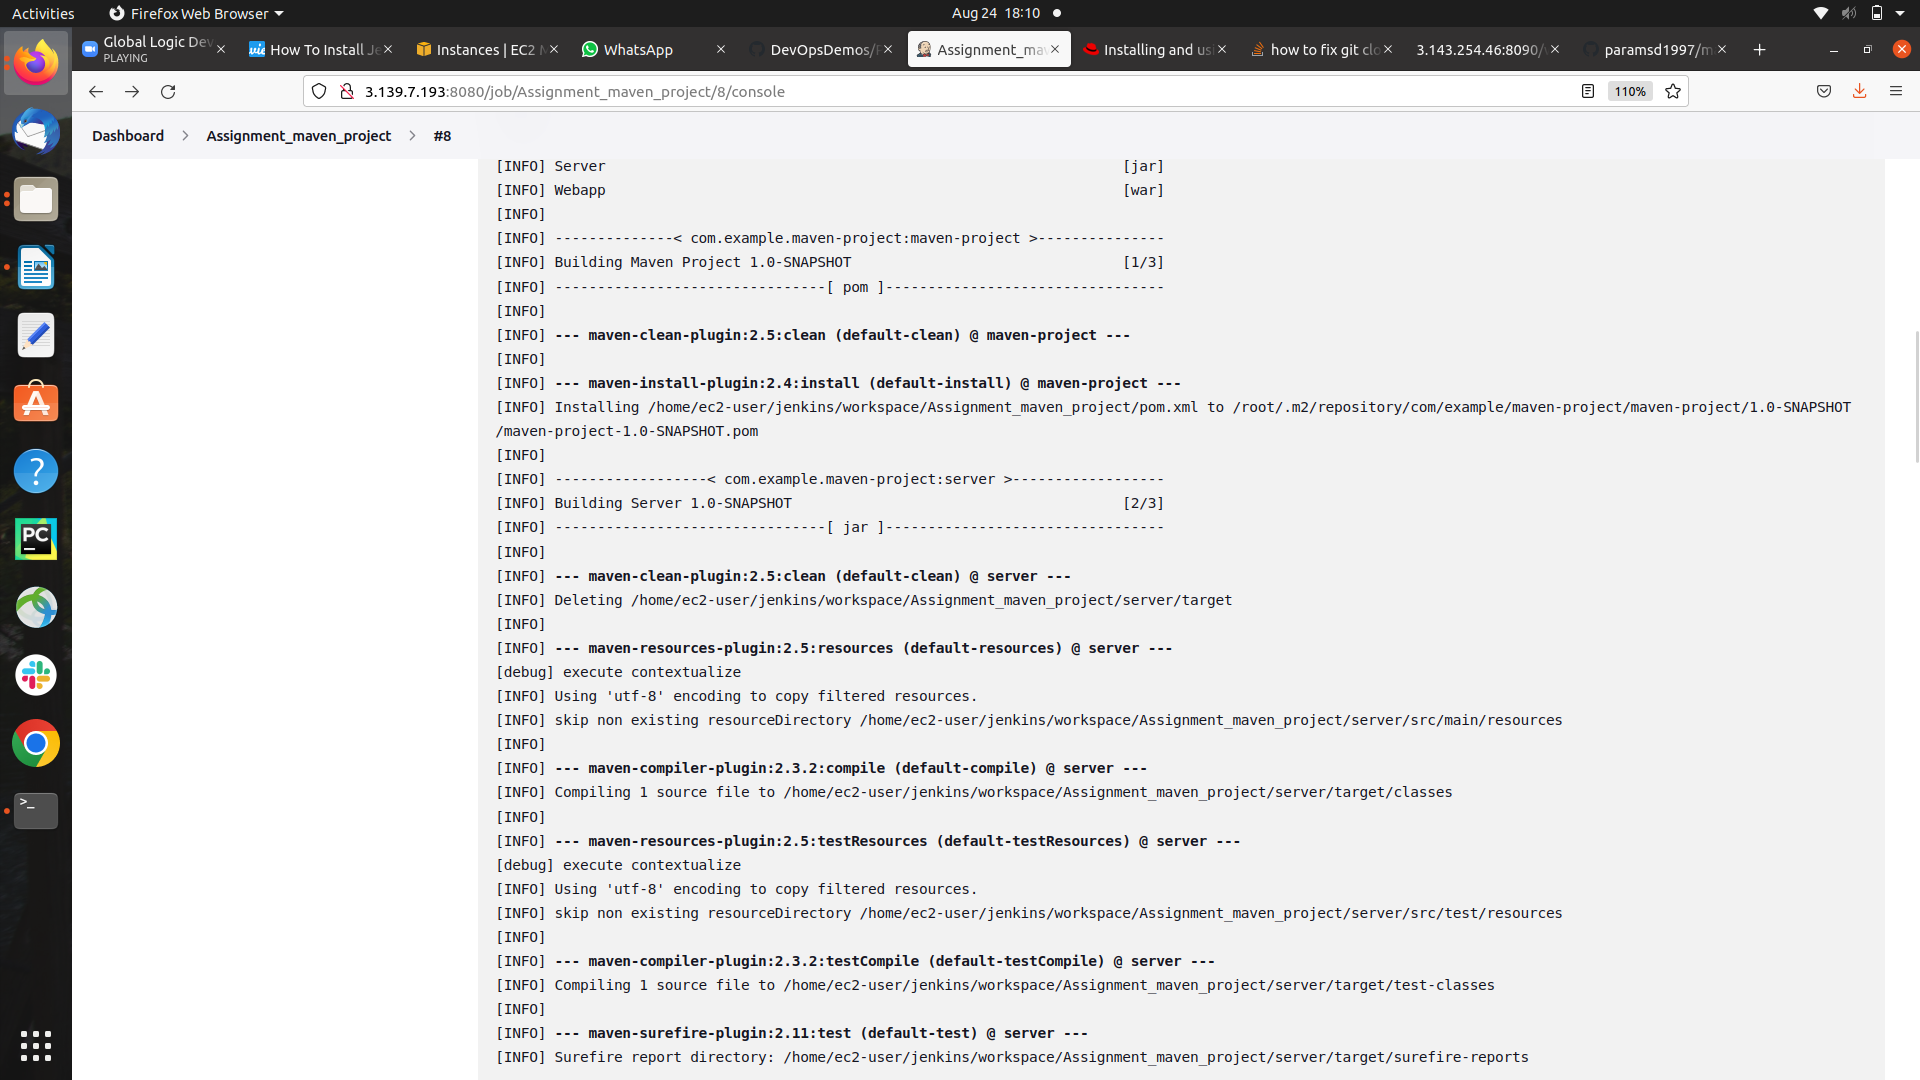 Activities Firefox Web Browser Aug 24 18:10
Global Logic Dev
PLAYING
How To Install Je
Instances | EC2 M
WhatsApp
DevOpsDemos/
Assignment_ma
Installing and us
how to fix git clo
3.143.254.46:8090/
paramsd1997/m
3.139.7.193:8080/job/Assignment_maven_project/8/console 110%
Dashboard Assignment_maven_project #8
[INFO] Server [jar]
[INFO] Webapp [war]
[INFO]
[INFO] --------------< com.example.maven-project:maven-project >---------------
[INFO] Building Maven Project 1.0-SNAPSHOT [1/3]
[INFO] --------------------------------[ pom ]---------------------------------
[INFO]
[INFO] --- maven-clean-plugin:2.5:clean (default-clean) @ maven-project ---
[INFO]
[INFO] --- maven-install-plugin:2.4:install (default-install) @ maven-project ---
[INFO] Installing /home/ec2-user/jenkins/workspace/Assignment_maven_project/pom.xml to /root/.m2/repository/com/example/maven-project/maven-project/1.0-SNAPSHOT
/maven-project-1.0-SNAPSHOT.pom
[INFO]
[INFO] ------------------< com.example.maven-project:server >------------------
[INFO] Building Server 1.0-SNAPSHOT [2/3]
[INFO] --------------------------------[ jar ]---------------------------------
[INFO]
[INFO] --- maven-clean-plugin:2.5:clean (default-clean) @ server ---
[INFO] Deleting /home/ec2-user/jenkins/workspace/Assignment_maven_project/server/target
[INFO]
[INFO] --- maven-resources-plugin:2.5:resources (default-resources) @ server ---
[debug] execute contextualize
[INFO] Using 'utf-8' encoding to copy filtered resources.
[INFO] skip non existing resourceDirectory /home/ec2-user/jenkins/workspace/Assignment_maven_project/server/src/main/resources
[INFO]
[INFO] --- maven-compiler-plugin:2.3.2:compile (default-compile) @ server ---
[INFO] Compiling 1 source file to /home/ec2-user/jenkins/workspace/Assignment_maven_project/server/target/classes
[INFO]
[INFO] --- maven-resources-plugin:2.5:testResources (default-testResources) @ server ---
[debug] execute contextualize
[INFO] Using 'utf-8' encoding to copy filtered resources.
[INFO] skip non existing resourceDirectory /home/ec2-user/jenkins/workspace/Assignment_maven_project/server/src/test/resources
[INFO]
[INFO] --- maven-compiler-plugin:2.3.2:testCompile (default-testCompile) @ server ---
[INFO] Compiling 1 source file to /home/ec2-user/jenkins/workspace/Assignment_maven_project/server/target/test-classes
[INFO]
[INFO] --- maven-surefire-plugin:2.11:test (default-test) @ server ---
[INFO] Surefire report directory: /home/ec2-user/jenkins/workspace/Assignment_maven_project/server/target/surefire-reports